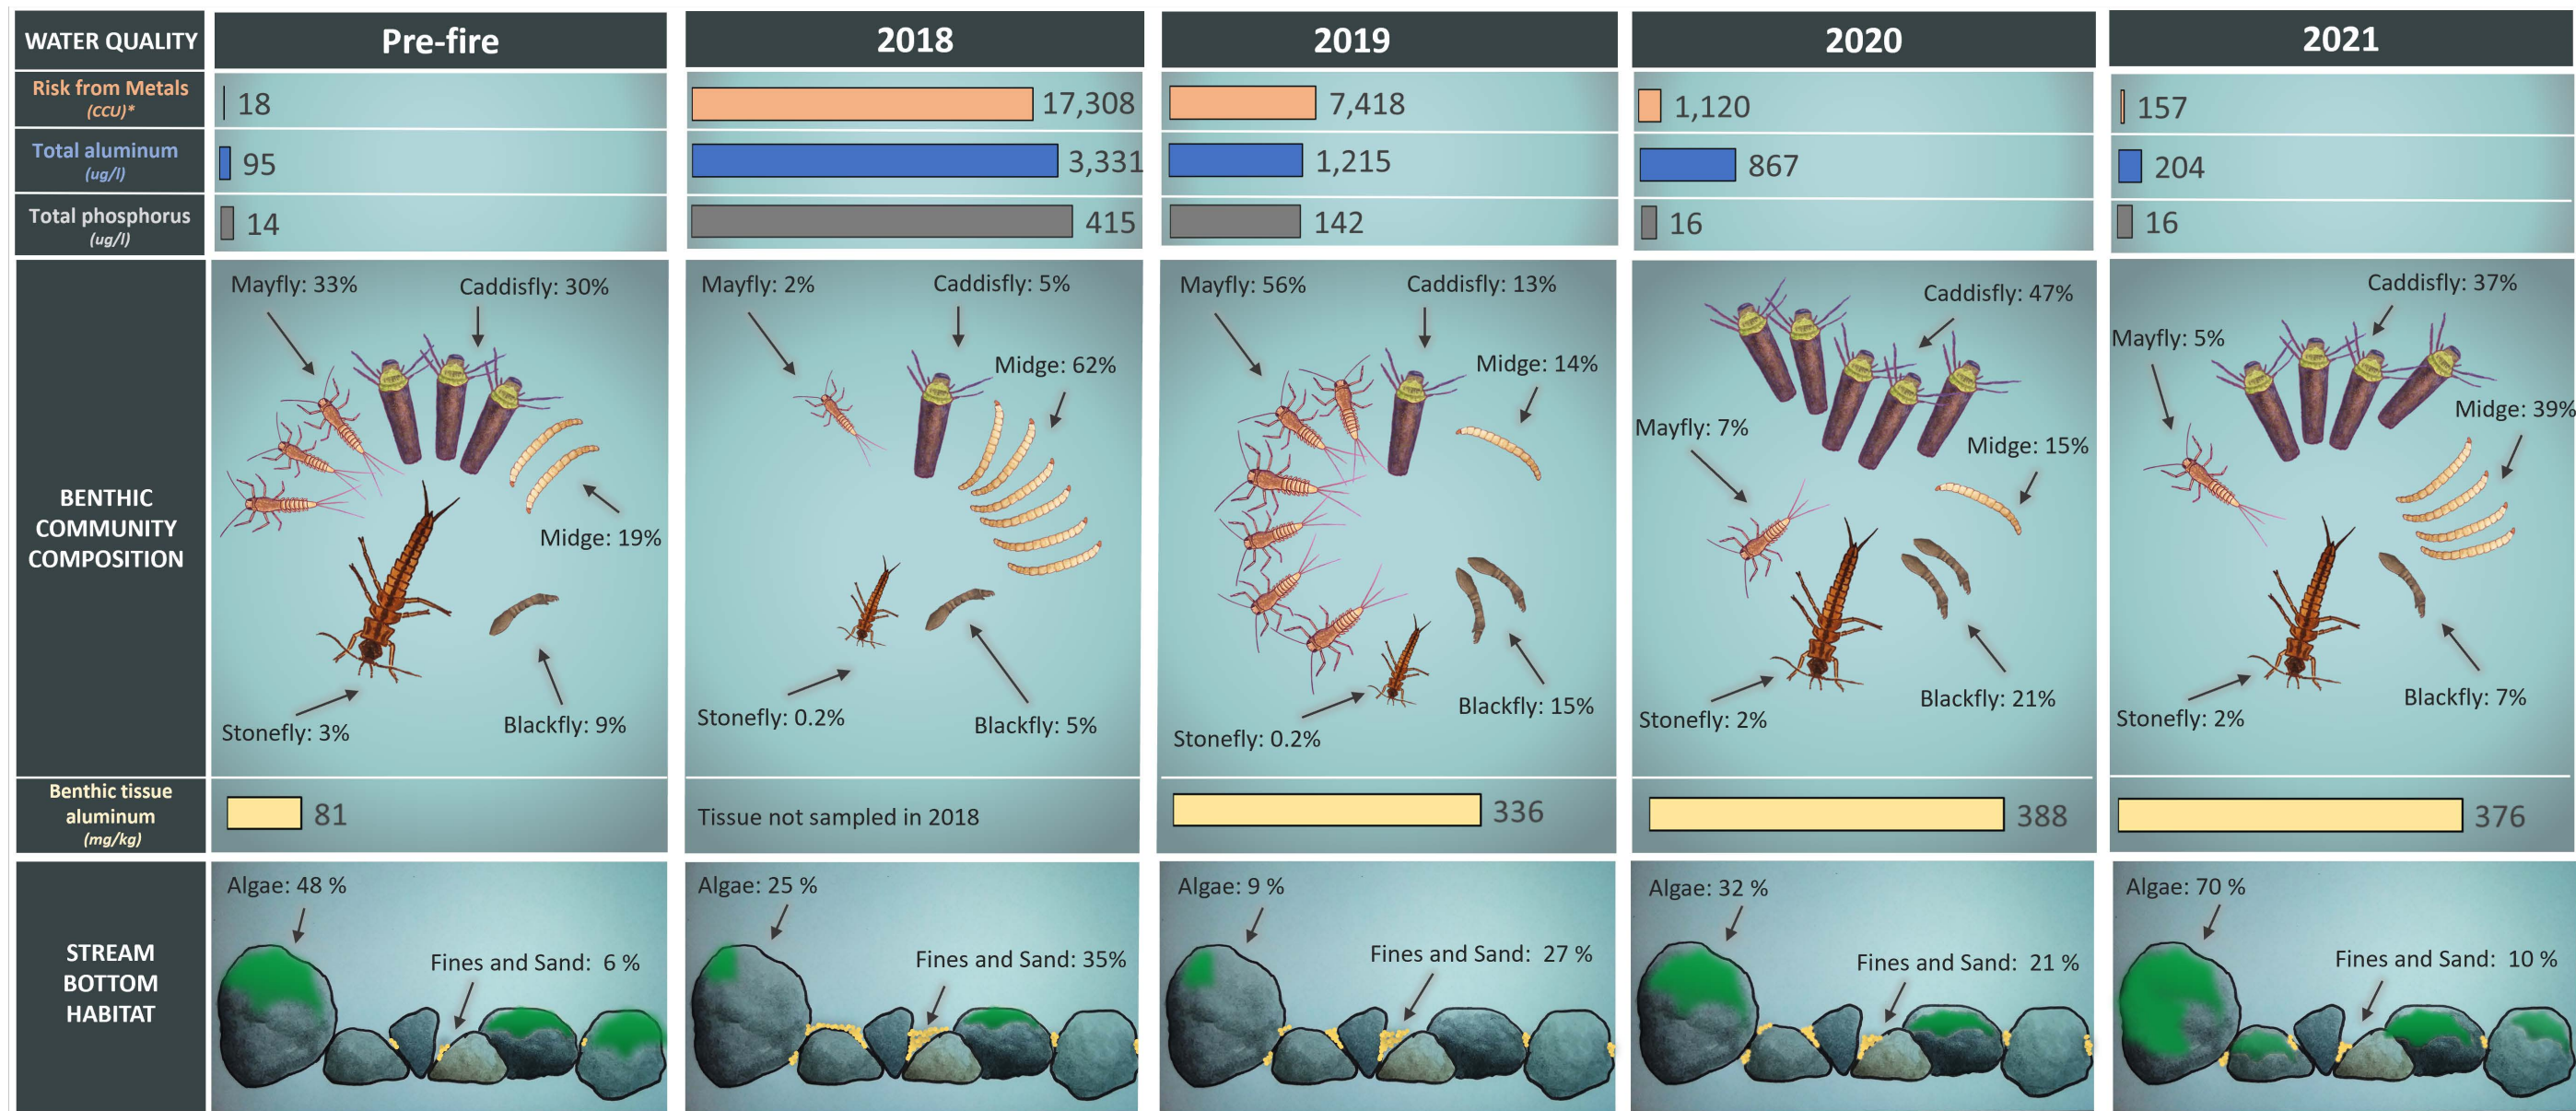 WATER QUALITY
Pre-fire
2018
2019
2020
2021
Risk from Metals
(CCU)*
18
17,308
7,418
1,120
157
Total aluminum
(ug/l)
95
3,331
1,215
867
204
Total phosphorus
(ug/l)
14
415
142
16
16
BENTHIC
COMMUNITY
COMPOSITION
Mayfly: 33%
Caddisfly: 30%
Midge: 19%
Stonefly: 3%
Blackfly: 9%
Mayfly: 2%
Caddisfly: 5%
Midge: 62%
Stonefly: 0.2%
Blackfly: 5%
Mayfly: 56%
Caddisfly: 13%
Midge: 14%
Blackfly: 15%
Stonefly: 0.2%
Caddisfly: 47%
Mayfly: 7%
Midge: 15%
Blackfly: 21%
Stonefly: 2%
Caddisfly: 37%
Mayfly: 5%
Midge: 39%
Blackfly: 7%
Stonefly: 2%
Benthic tissue
aluminum
(mg/kg)
81
Tissue not sampled in 2018
336
388
376
STREAM
BOTTOM
HABITAT
Algae: 48 %
Fines and Sand: 6 %
Algae: 25 %
Fines and Sand: 35%
Algae: 9 %
Fines and Sand: 27 %
Algae: 32 %
Fines and Sand: 21 %
Algae: 70 %
Fines and Sand: 10 %